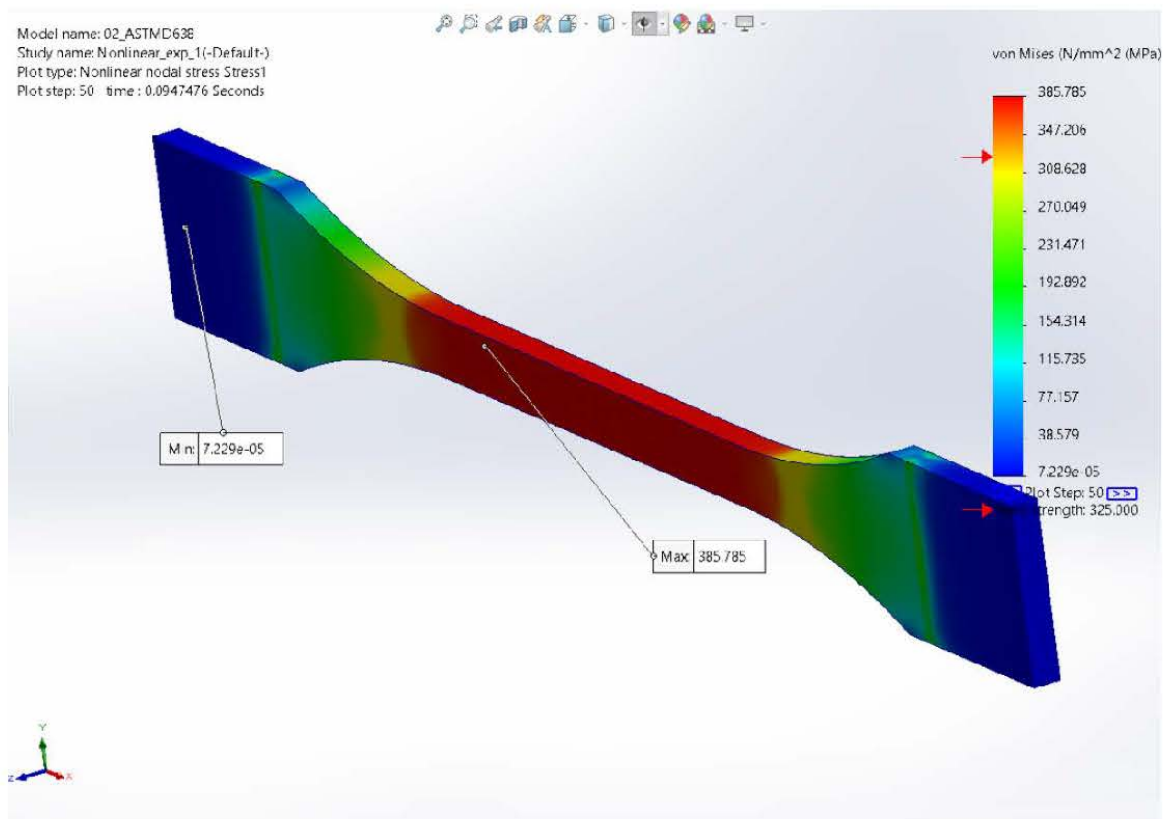 Model name: 02_ASTMD638
Study name: Nonlinear_exp_1(-Default-)
Plot type: Nonlinear nodal stress Stress1
Plot step: 50 time : 0.0947476 Seconds
von Mises (N/mm^2 (MPa)
385.785
347.206
308.628
270.049
231.471
192.892
154.314
115.735
77.157
38.579
7.229e-05
Plot Step: 50 >>
trength: 325.000
Min: 7.229e-05
Max: 385.785
Y
Z
X